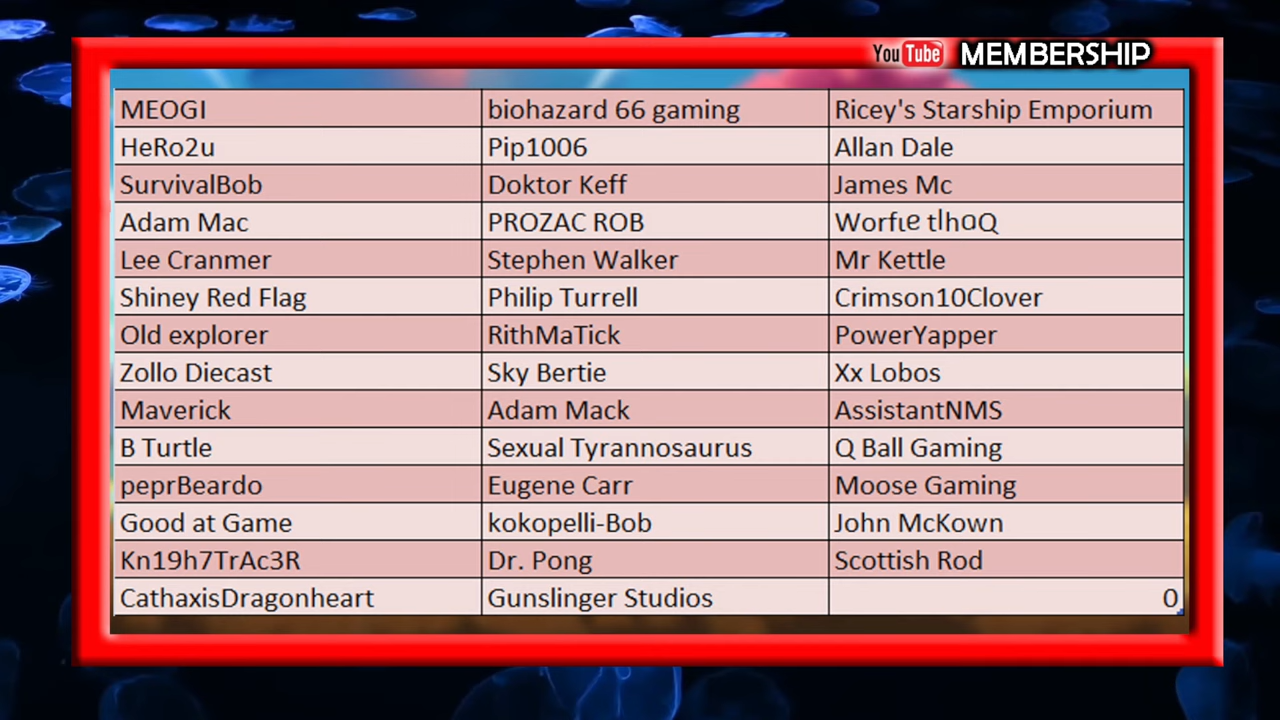 YouTube MEMBERSHIP
MEOGI biohazard 66 gaming Ricey's Starship Emporium
HeRo2u Pip1006 Allan Dale
SurvivalBob Doktor Keff James Mc
Adam Mac PROZAC ROB Worfιҽ tlhαQ
Lee Cranmer Stephen Walker Mr Kettle
Shiney Red Flag Philip Turrell Crimson10Clover
Old explorer RithMaTick PowerYapper
Zollo Diecast Sky Bertie Xx Lobos
Maverick Adam Mack AssistantNMS
B Turtle Sexual Tyrannosaurus Q Ball Gaming
peprBeardo Eugene Carr Moose Gaming
Good at Game kokopelli-Bob John McKown
Kn19h7TrAc3R Dr. Pong Scottish Rod
CathaxisDragonheart Gunslinger Studios 0